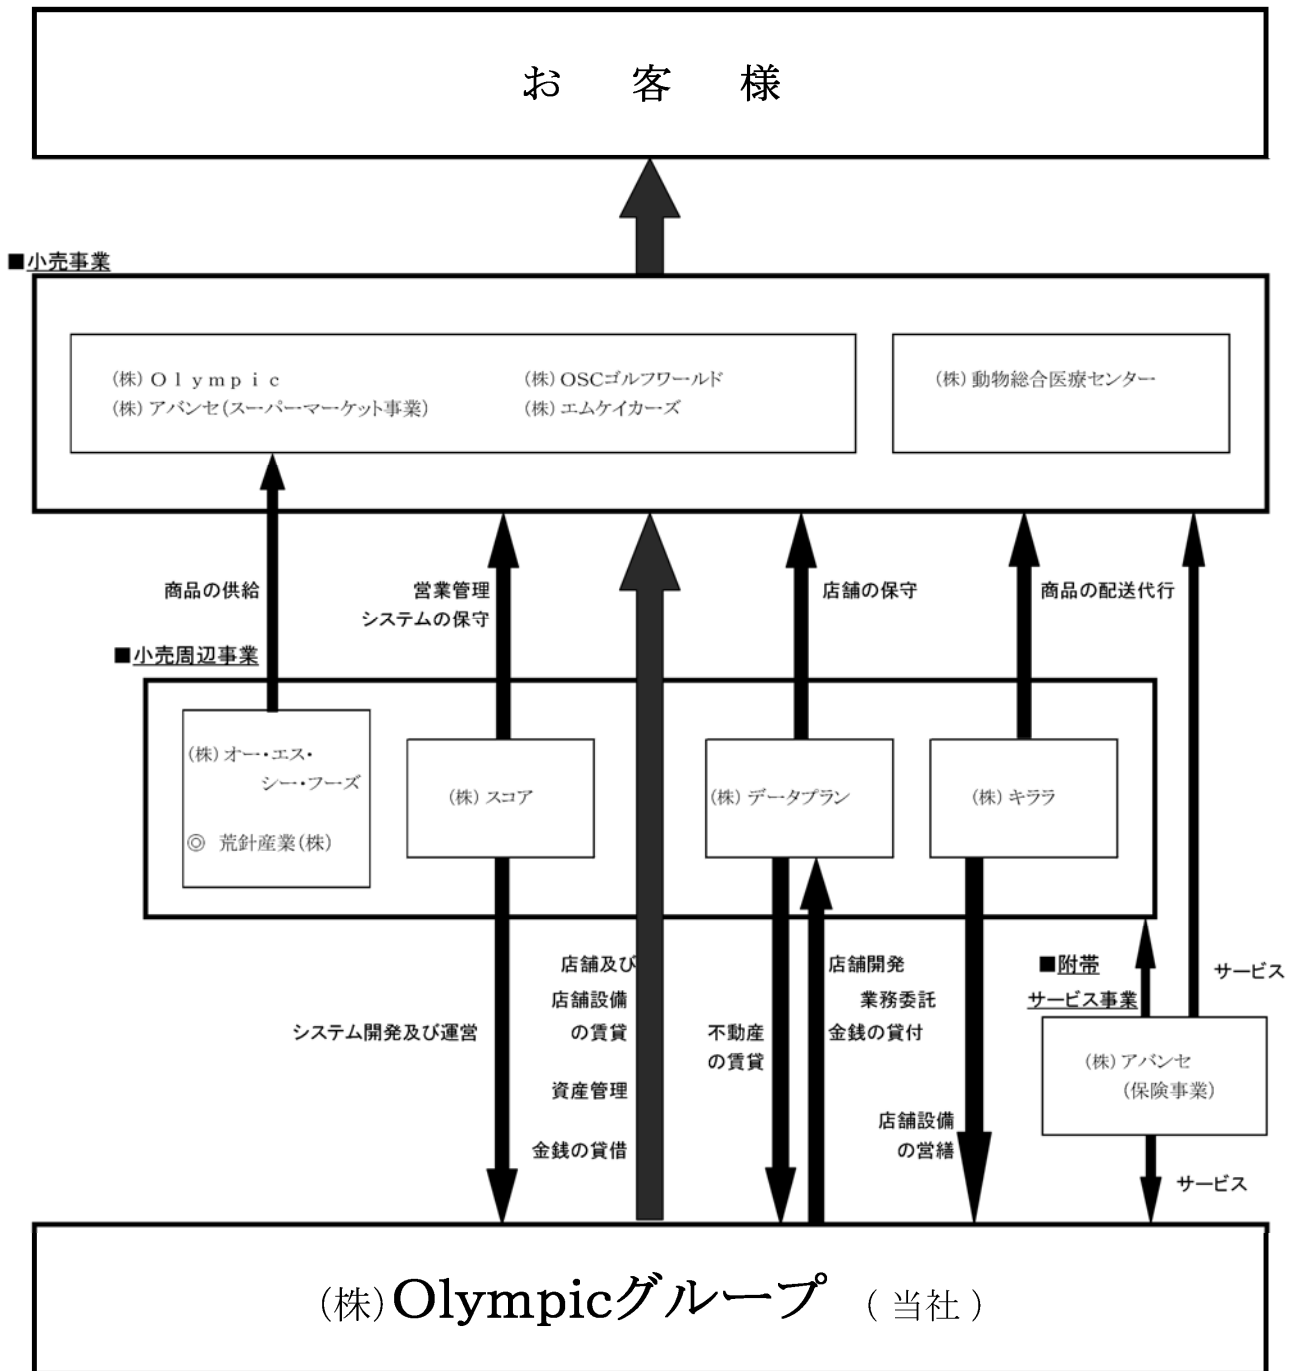 お 客 様
■小売事業
(株)Ｏｌｙｍｐｉｃ
(株)アバンセ(スーパーマーケット事業)
(株)OSCゴルフワールド
(株)エムケイカーズ
(株)動物総合医療センター
商品の供給
営業管理
システムの保守
店舗の保守
商品の配送代行
■小売周辺事業
(株)オー・エス・
シー・フーズ
◎ 荒針産業(株)
(株)スコア
(株)データプラン
(株)キララ
システム開発及び運営
店舗及び
店舗設備
の賃貸
資産管理
金銭の貸借
不動産
の賃貸
店舗開発
業務委託
金銭の貸付
店舗設備
の営繕
■附帯
サービス事業
サービス
(株)アバンセ
(保険事業)
サービス
(株)Olympicグループ (当社)